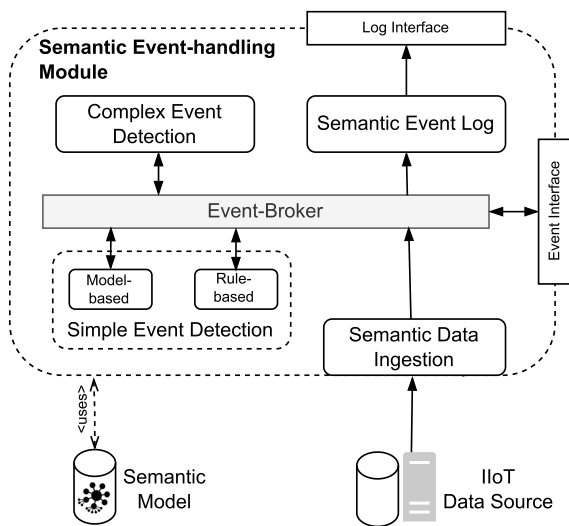 Log Interface
Semantic Event-handling
Module
Complex Event
Detection
Semantic Event Log
Event Interface
Event-Broker
Model-
based
Rule-
based
Simple Event Detection
Semantic Data
Ingestion
<uses>
Semantic
Model
IIoT
Data Source